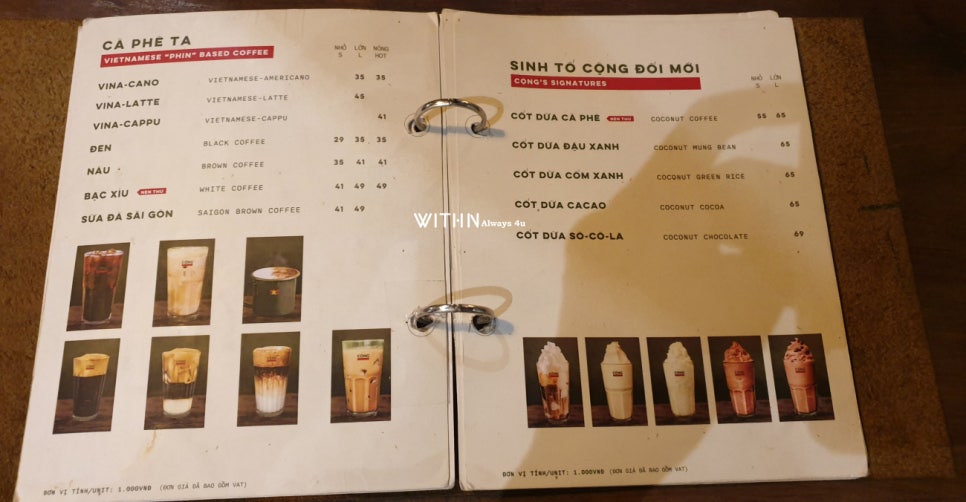 CÀ PHÊ TA
VIETNAMESE "PHIN" BASED COFFEE
NHỎ LỚN NÓNG
S L HOT
VINA-CANO VIETNAMESE-AMERICANO 35 35
VINA-LATTE VIETNAMESE-LATTE 45
VINA-CAPPU VIETNAMESE-CAPPU 41
ĐEN BLACK COFFEE 29 35 35
NÂU BROWN COFFEE 35 41 41
BẠC XỈU NÊN THỬ WHITE COFFEE 41 49 49
SỮA ĐÁ SÀI GÒN SAIGON BROWN COFFEE 41 49
ĐƠN VỊ TÍNH/UNIT: 1.000VND (ĐƠN GIÁ ĐÃ BAO GỒM VAT)
SINH TỐ CỘNG ĐỔI MỚI
CỘNG'S SIGNATURES
NHỎ LỚN
S L
CỐT DỪA CÀ PHÊ NÊN THỬ COCONUT COFFEE 55 65
CỐT DỪA ĐẬU XANH COCONUT MUNG BEAN 65
CỐT DỪA CỐM XANH COCONUT GREEN RICE 65
CỐT DỪA CACAO COCONUT COCOA 65
CỐT DỪA SÔ-CÔ-LA COCONUT CHOCOLATE 69
ĐƠN VỊ TÍNH/UNIT: 1.000VND (ĐƠN GIÁ ĐÃ BAO GỒM VAT)
WITHN Always 4u